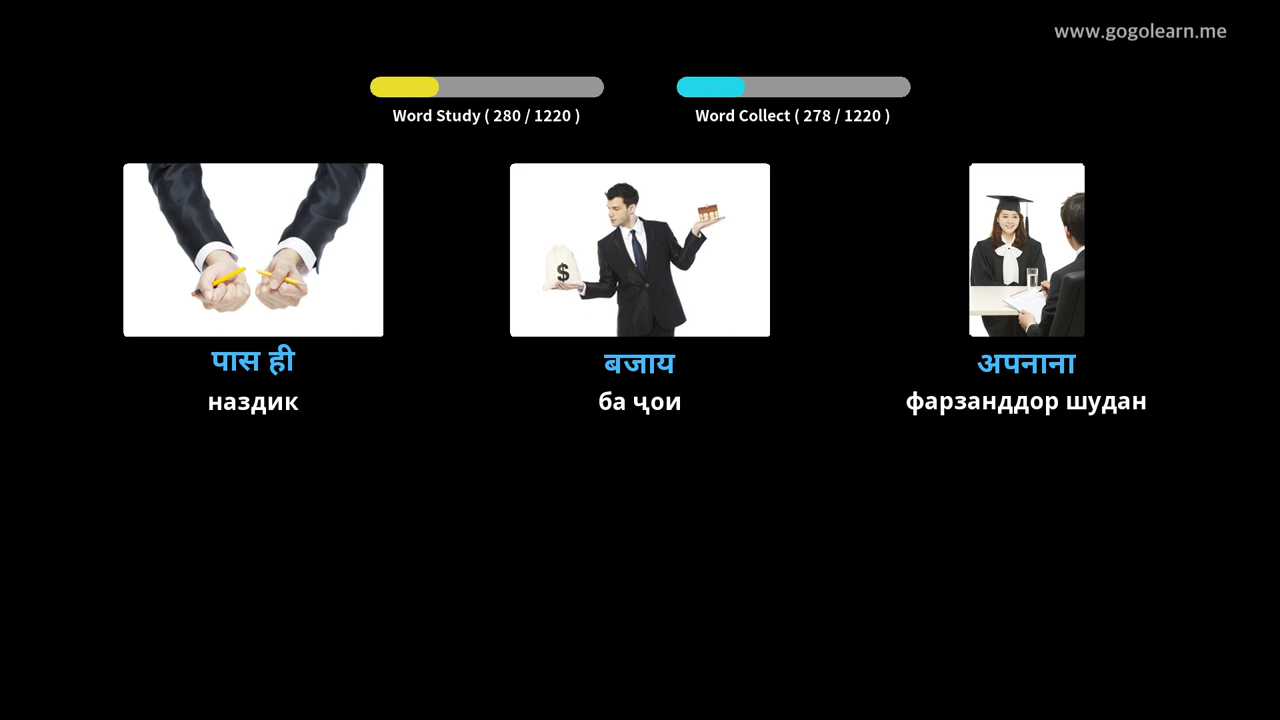 www.gogolearn.me
Word Study ( 280 / 1220 )
Word Collect ( 278 / 1220 )
$
पास ही
наздик
बजाय
ба ҷои
अपनाना
фарзанддор шудан